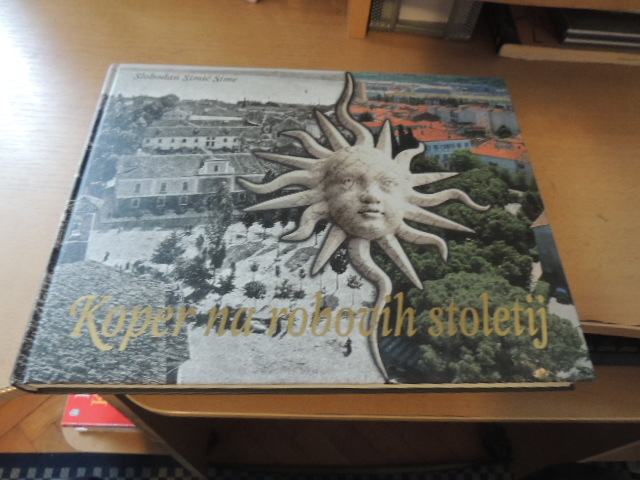 Slobodan Simič Sime
Koper na robovih stoletij